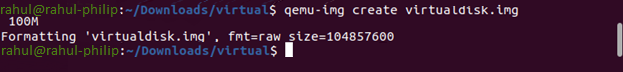 rahul@rahul-philip:~/Downloads/virtual$ qemu-img create virtualdisk.img
 100M
Formatting 'virtualdisk.img', fmt=raw size=104857600
rahul@rahul-philip:~/Downloads/virtual$